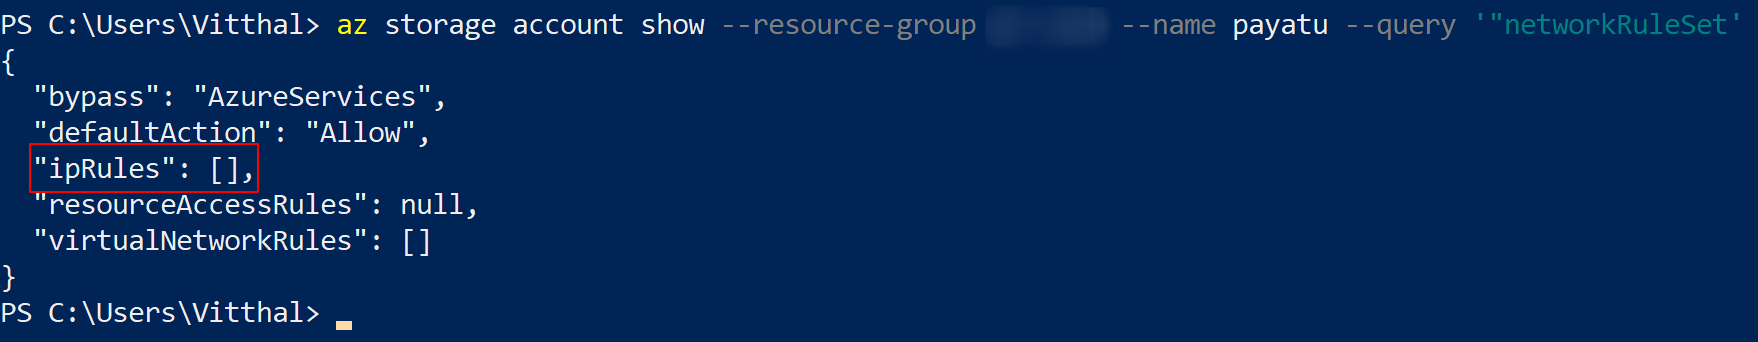 PS C:\Users\Vitthal> az storage account show --resource-group --name payatu --query '"networkRuleSet'
{
  "bypass": "AzureServices",
  "defaultAction": "Allow",
  "ipRules": [],
  "resourceAccessRules": null,
  "virtualNetworkRules": []
}
PS C:\Users\Vitthal>